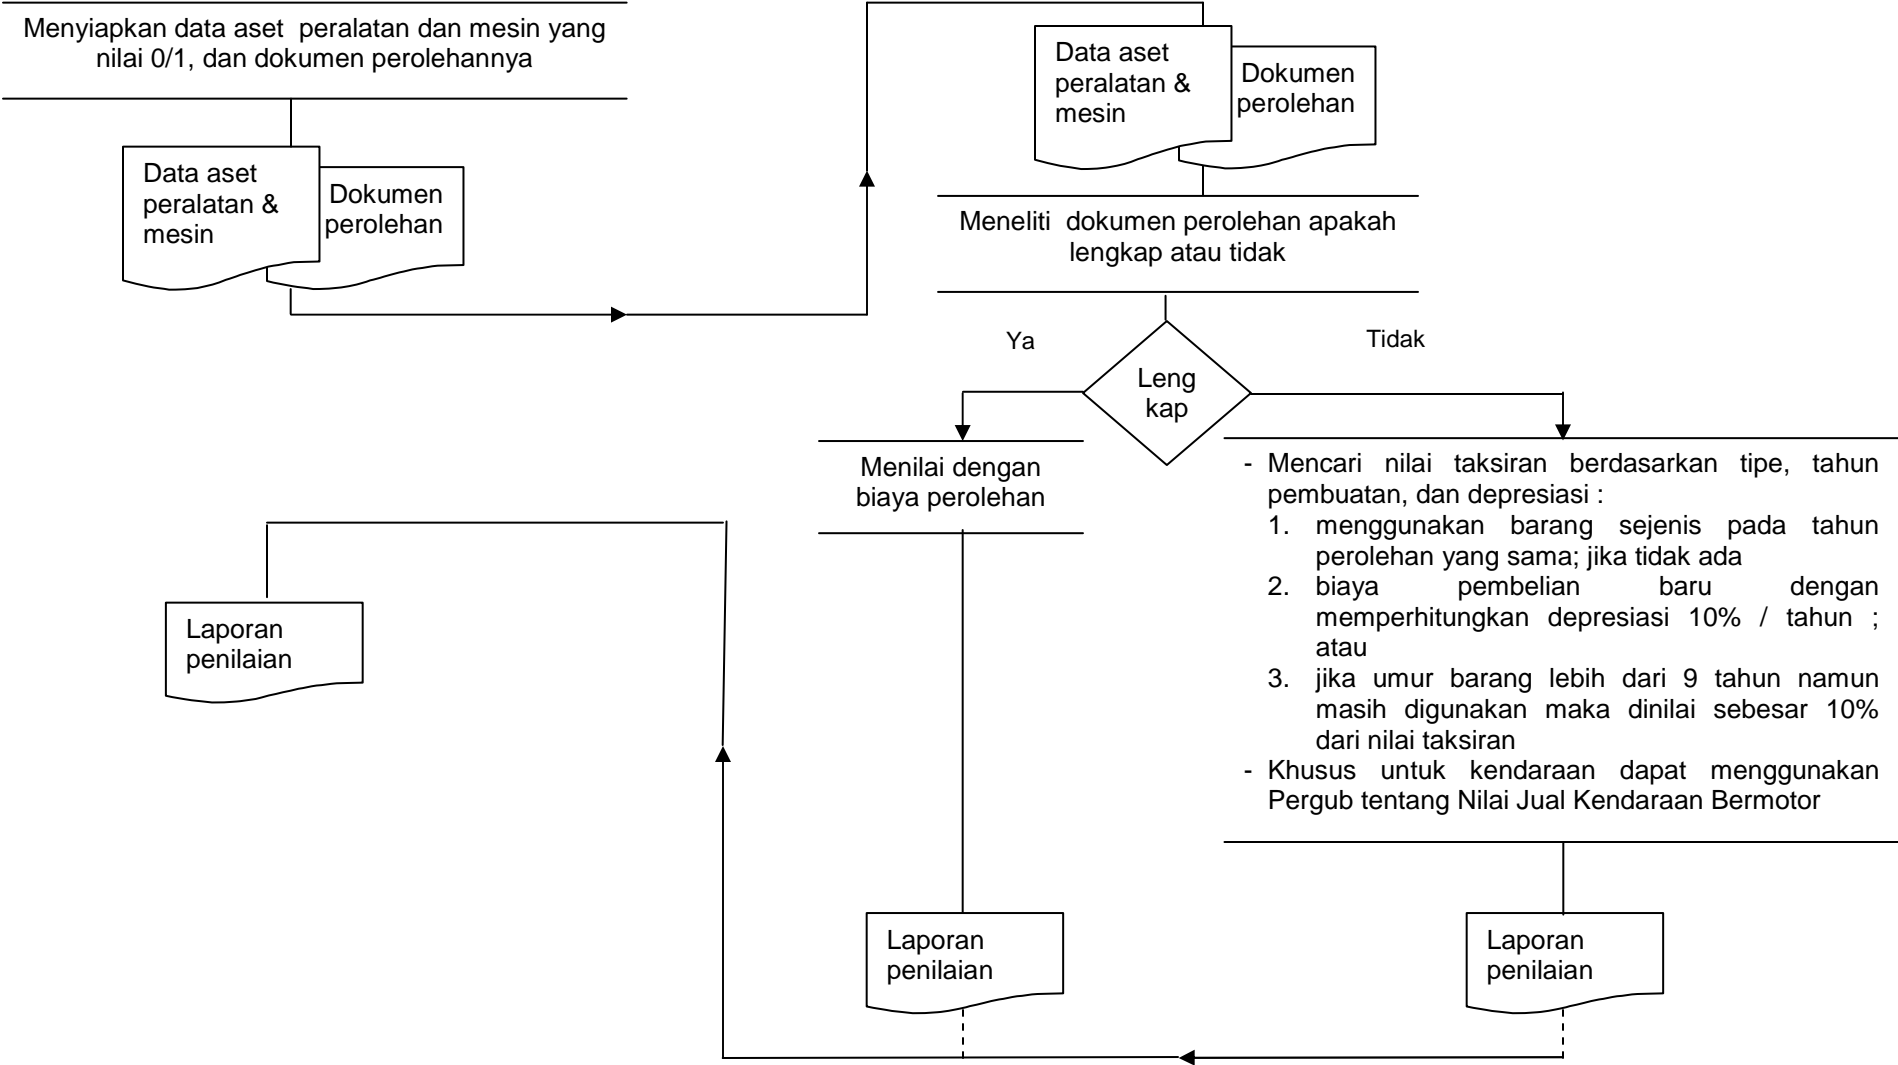 Menyiapkan data aset peralatan dan mesin yang
nilai 0/1, dan dokumen perolehannya
Data aset
peralatan &
mesin
Dokumen
perolehan
Data aset
peralatan &
mesin
Dokumen
perolehan
Meneliti dokumen perolehan apakah
lengkap atau tidak
Ya
Tidak
Leng
kap
Menilai dengan
biaya perolehan
- Mencari nilai taksiran berdasarkan tipe, tahun
pembuatan, dan depresiasi :
1. menggunakan barang sejenis pada tahun
perolehan yang sama; jika tidak ada
2. biaya pembelian baru dengan
memperhitungkan depresiasi 10% / tahun ;
atau
3. jika umur barang lebih dari 9 tahun namun
masih digunakan maka dinilai sebesar 10%
dari nilai taksiran
- Khusus untuk kendaraan dapat menggunakan
Pergub tentang Nilai Jual Kendaraan Bermotor
Laporan
penilaian
Laporan
penilaian
Laporan
penilaian